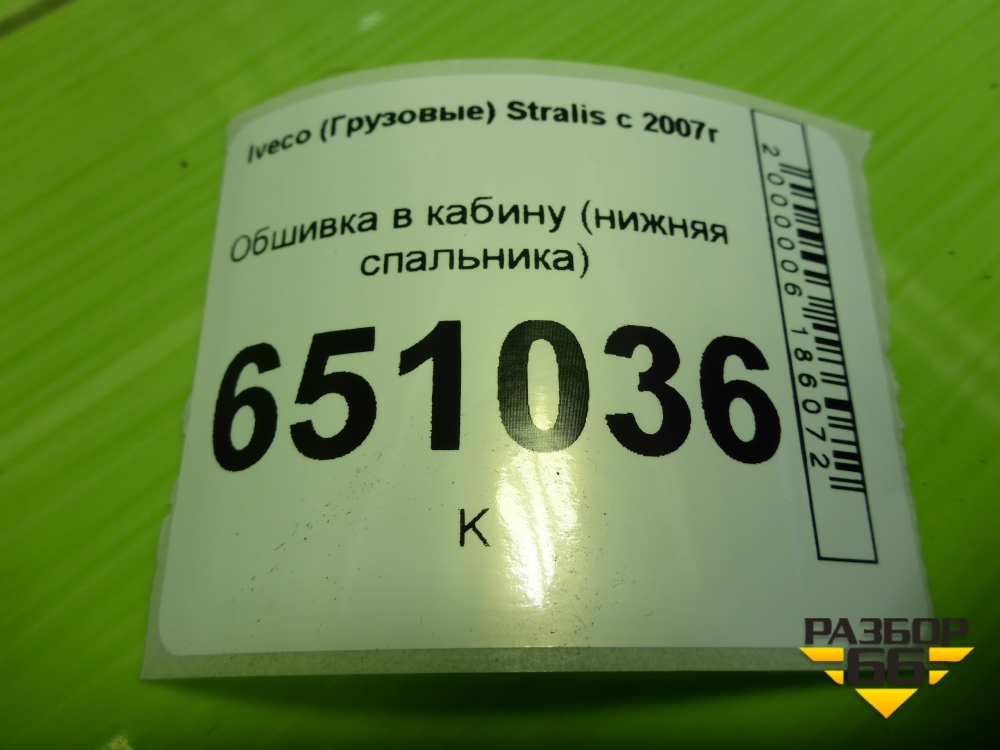 Iveco (Грузовые) Stralis с 2007г
Обшивка в кабину (нижняя
спальника)
651036
К
2000006186072
РАЗБОР
66